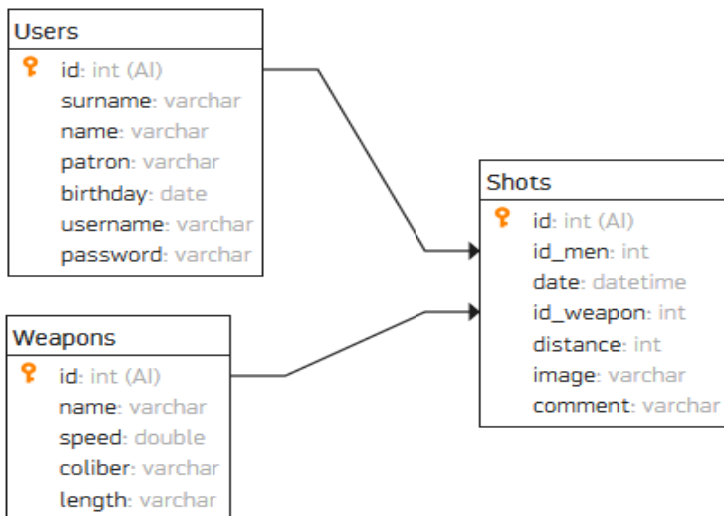 Users
id: int (AI)
surname: varchar
name: varchar
patron: varchar
birthday: date
username: varchar
password: varchar
Weapons
id: int (AI)
name: varchar
speed: double
coliber: varchar
length: varchar
Shots
id: int (AI)
id_men: int
date: datetime
id_weapon: int
distance: int
image: varchar
comment: varchar